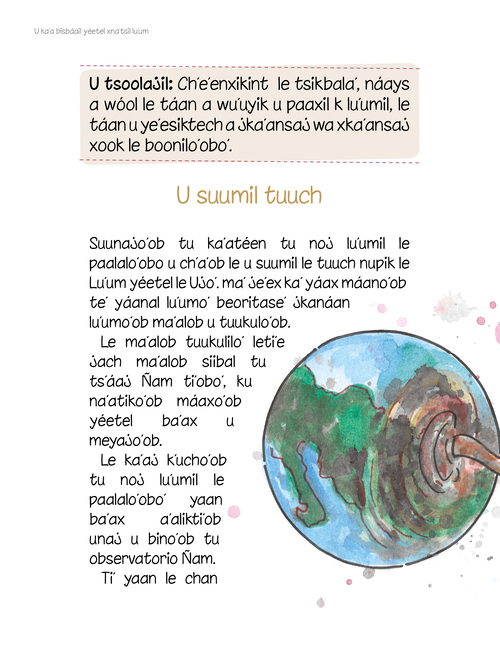 U ka'a bisbáail yéetel xna'tsil lu'um
U tsoolajil: Ch'e'enxikint le tsikbala', náays
a wóol le táan a wu'uyik u paaxil k lu'umil, le
táan u ye'esiktech a jka'ansaj wa xka'ansaj
xook le boonilo'obo'.
U suumil tuuch
Suunajo'ob tu ka'atéen tu noj lu'umil le
paalalo'obo u ch'a'ob le u suumil le tuuch nupik le
Lu'um yéetel le Ujo'. ma' je'ex ka' yáax máano'ob
te' yáanal lu'umo' beoritase' jkanáan
lu'umo'ob ma'alob u tuukulo'ob.
Le ma'alob tuukulilo' leti'e
jach ma'alob siibal tu
ts'áaj Ñam ti'obo', ku
na'atiko'ob máaxo'ob
yéetel ba'ax u
meyajo'ob.
Le ka'aj k'ucho'ob
tu noj lu'umil le
paalalo'obo' yaan
ba'ax a'alikti'ob
unaj u bino'ob tu
observatorio Ñam.
Ti' yaan le chan